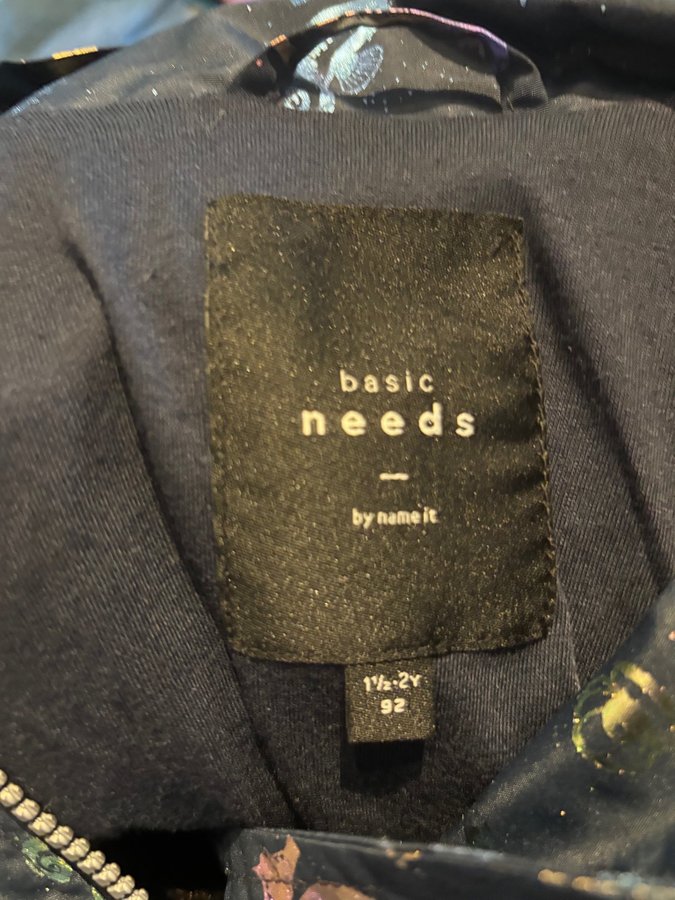 basic
needs
—
by name it
1½-2Y
92